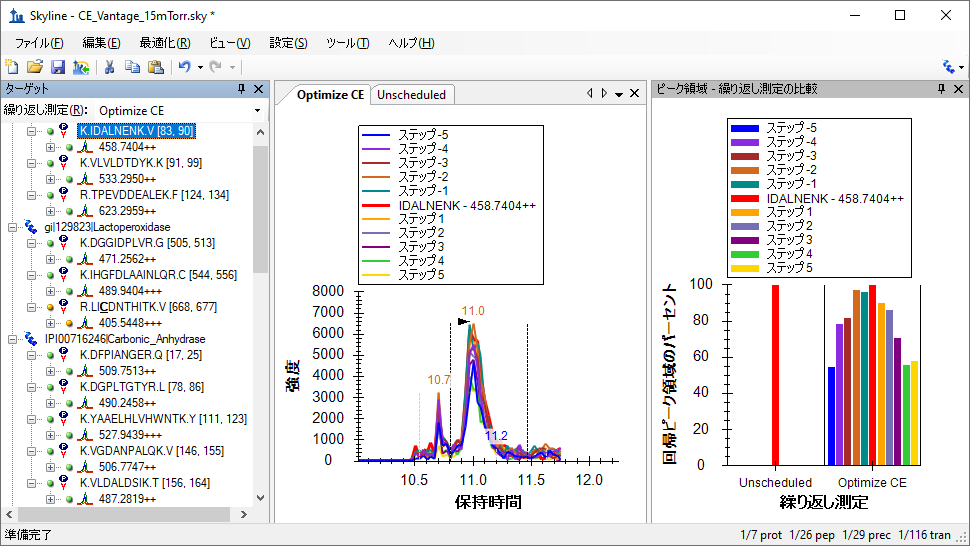 Skyline - CE_Vantage_15mTorr.sky *
ファイル(F) 編集(E) 最適化(R) ビュー(V) 設定(S) ツール(T) ヘルプ(H)
ターゲット
繰り返し測定(R): Optimize CE
K.IDALNENK.V [83, 90]
458.7404++
K.VLVLDTDYK.K [91, 99]
533.2950++
R.TPEVDDEALEK.F [124, 134]
623.2959++
gi|129823|Lactoperoxidase
K.DGGIDPLVR.G [505, 513]
471.2562++
K.IHGFDLAAINLQR.C [544, 556]
489.9404+++
R.LICDNTHITK.V [668, 677]
405.5448+++
IPI00716246|Carbonic_Anhydrase
K.DFPIANGER.Q [17, 25]
509.7513++
K.DGPLTGTYR.L [78, 86]
490.2458++
K.YAAELHLVHWNTK.Y [111, 123]
527.9439+++
K.VGDANPALQK.V [146, 155]
506.7747++
K.VLDALDSIK.T [156, 164]
487.2819++
Optimize CE Unscheduled
ステップ-5
ステップ-4
ステップ-3
ステップ-2
ステップ-1
IDALNENK - 458.7404++
ステップ1
ステップ2
ステップ3
ステップ4
ステップ5
8000
7000
6000
5000
4000
3000
2000
1000
0
強度
11.0
10.7
11.2
10.5 11.0 11.5 12.0
保持時間
ピーク領域 - 繰り返し測定の比較
ステップ-5
ステップ-4
ステップ-3
ステップ-2
ステップ-1
IDALNENK - 458.7404++
ステップ1
ステップ2
ステップ3
ステップ4
ステップ5
100
80
60
40
20
0
回帰ピーク領域のパーセント
Unscheduled Optimize CE
繰り返し測定
準備完了
1/7 prot 1/26 pep 1/29 prec 1/116 tran